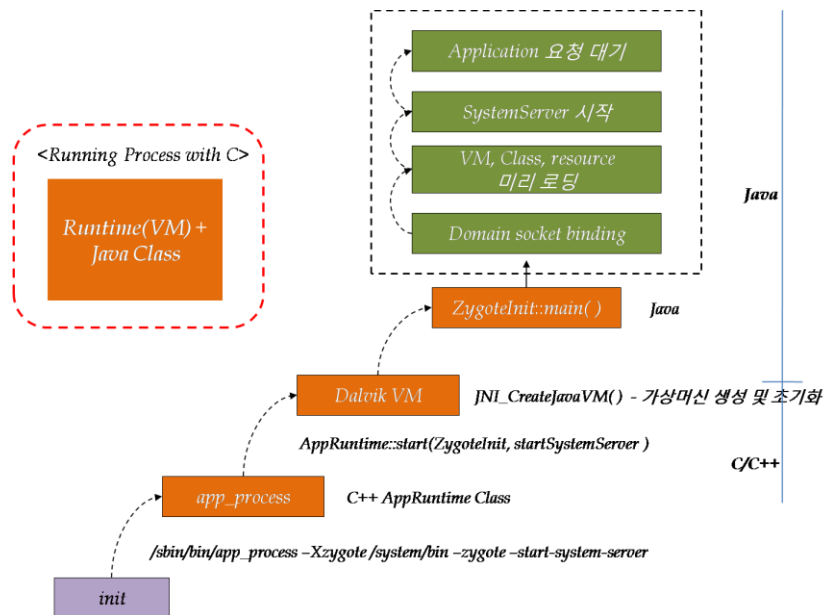 Application 요청 대기
SystemServer 시작
<Running Process with C>
VM, Class, resource
미리 로딩
Runtime(VM) +
Java Class
Java
Domain socket binding
ZygoteInit::main( )
Java
Dalvik VM
JNI_CreateJavaVM( ) - 가상머신 생성 및 초기화
AppRuntime::start(ZygoteInit, startSystemServer )
C/C++
app_process
C++ AppRuntime Class
/sbin/bin/app_process –Xzygote /system/bin –zygote –start-system-server
init